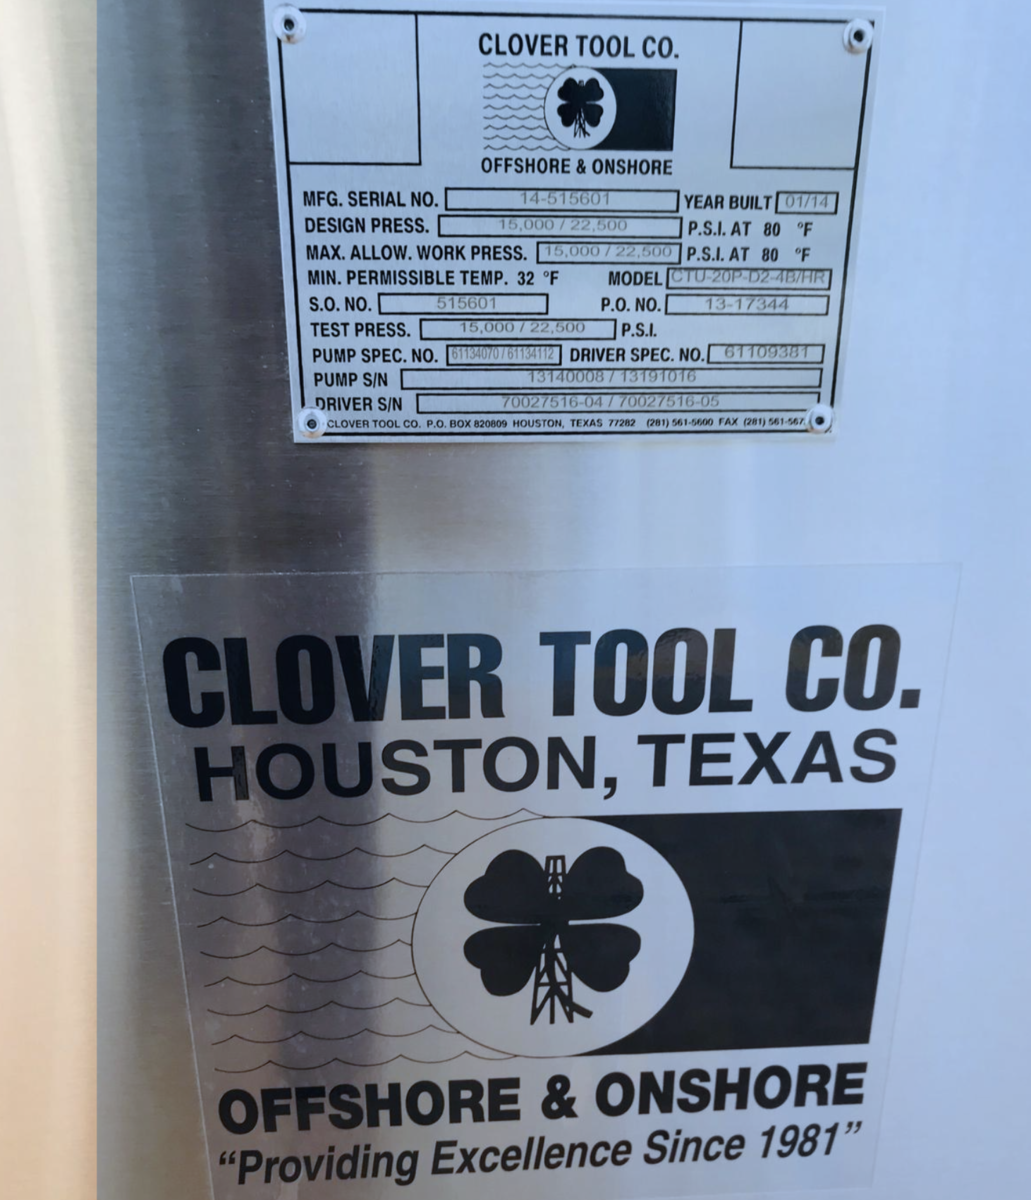 CLOVER TOOL CO.
OFFSHORE & ONSHORE
MFG. SERIAL NO. 14-515601 YEAR BUILT 01/14
DESIGN PRESS. 15,000 / 22,500 P.S.I. AT 80 °F
MAX. ALLOW. WORK PRESS. 15,000 / 22,500 P.S.I. AT 80 °F
MIN. PERMISSIBLE TEMP. 32 °F MODEL CTU-20P-D2-4B/HR
S.O. NO. 515601 P.O. NO. 13-17344
TEST PRESS. 15,000 / 22,500 P.S.I.
PUMP SPEC. NO. 61134070 / 61134112 DRIVER SPEC. NO. 61109381
PUMP S/N 13140008 / 13191016
DRIVER S/N 70027516-04 / 70027516-05
CLOVER TOOL CO. P.O. BOX 820809 HOUSTON, TEXAS 77282 (281) 561-5600 FAX (281) 561-567
CLOVER TOOL CO.
HOUSTON, TEXAS
OFFSHORE & ONSHORE
“Providing Excellence Since 1981”